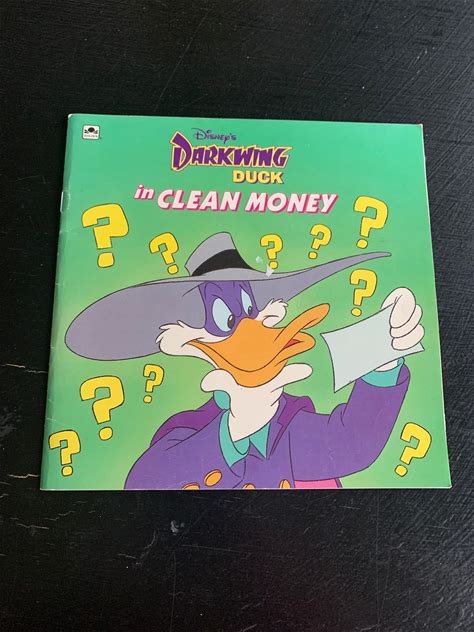 Disney's
DARKWING
DUCK
in CLEAN MONEY
? ? ? ? ? ? ? ? ? ?